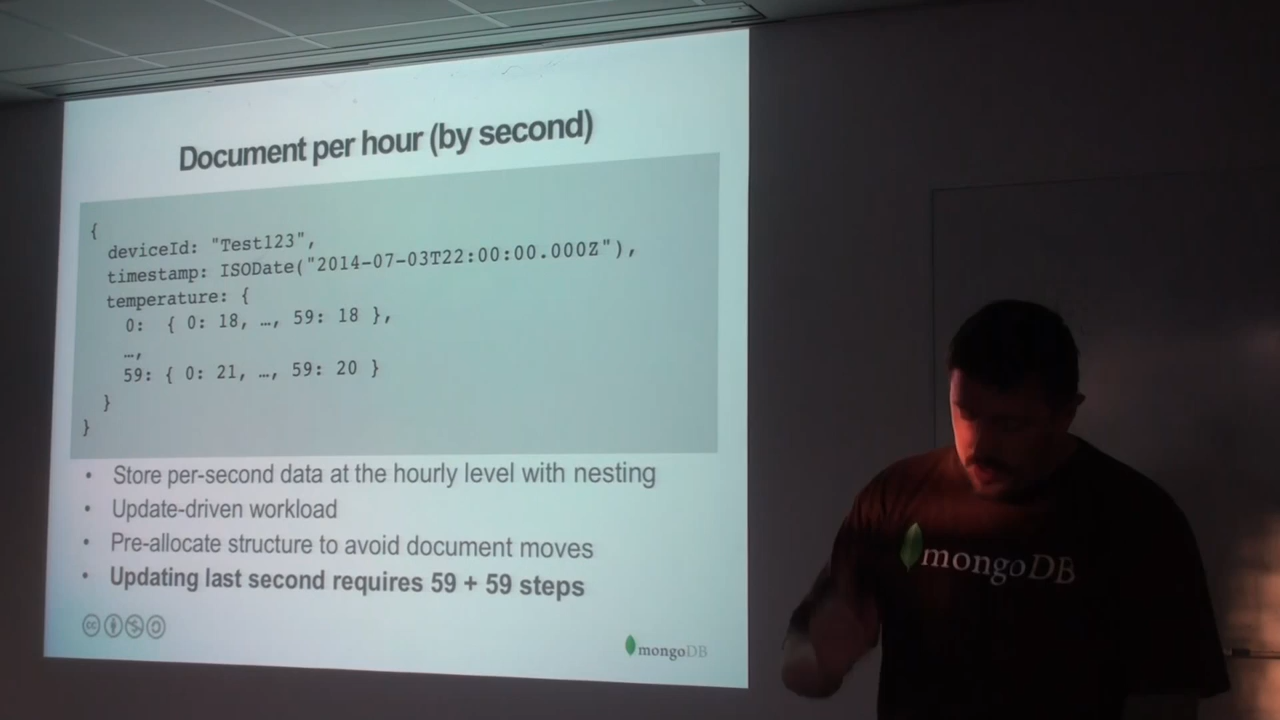 Document per hour (by second)
{
deviceId: "Test123",
timestamp: ISODate("2014-07-03T22:00:00.000Z"),
temperature: {
0: { 0: 18, …, 59: 18 },
…,
59: { 0: 21, …, 59: 20 }
}
}
• Store per-second data at the hourly level with nesting
• Update-driven workload
• Pre-allocate structure to avoid document moves
• Updating last second requires 59 + 59 steps
cc
mongoDB
mongoDB